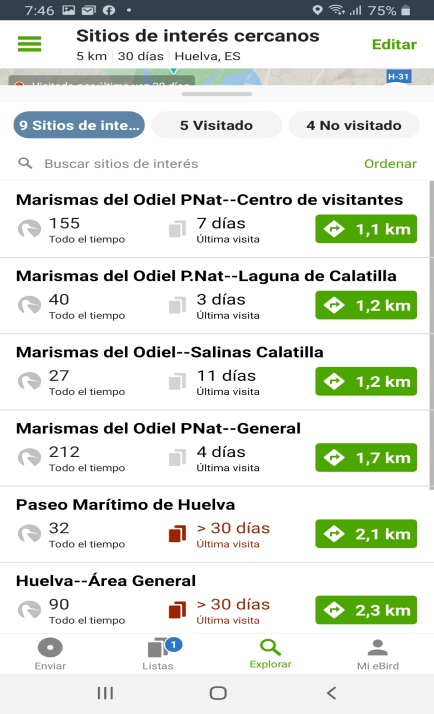 7:46 75%
Sitios de interés cercanos
Editar
5 km 30 días Huelva, ES
H-31
9 Sitios de inte... 5 Visitado 4 No visitado
Buscar sitios de interés Ordenar
Marismas del Odiel PNat--Centro de visitantes
155 7 días 1,1 km
Todo el tiempo Última visita
Marismas del Odiel P.Nat--Laguna de Calatilla
40 3 días 1,2 km
Todo el tiempo Última visita
Marismas del Odiel--Salinas Calatilla
27 11 días 1,2 km
Todo el tiempo Última visita
Marismas del Odiel PNat--General
212 4 días 1,7 km
Todo el tiempo Última visita
Paseo Marítimo de Huelva
32 > 30 días 2,1 km
Todo el tiempo Última visita
Huelva--Área General
90 > 30 días 2,3 km
Todo el tiempo Última visita
1
Enviar Listas Explorar Mi eBird